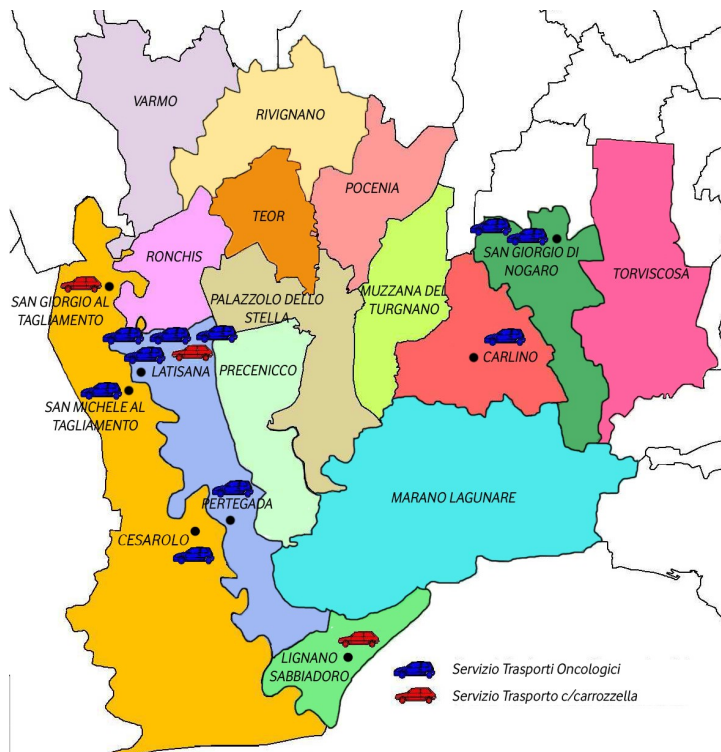 VARMO
RIVIGNANO
POCENIA
TEOR
RONCHIS
SAN GIORGIO DI
NOGARO
TORVISCOSA
SAN GIORGIO AL
TAGLIAMENTO
PALAZZOLO DELLO
STELLA
MUZZANA DEL
TURGNANO
CARLINO
LATISANA
PRECENICCO
SAN MICHELE AL
TAGLIAMENTO
MARANO LAGUNARE
PERTEGADA
CESAROLO
LIGNANO
SABBIADORO
Servizio Trasporti Oncologici
Servizio Trasporto c/carrozzella